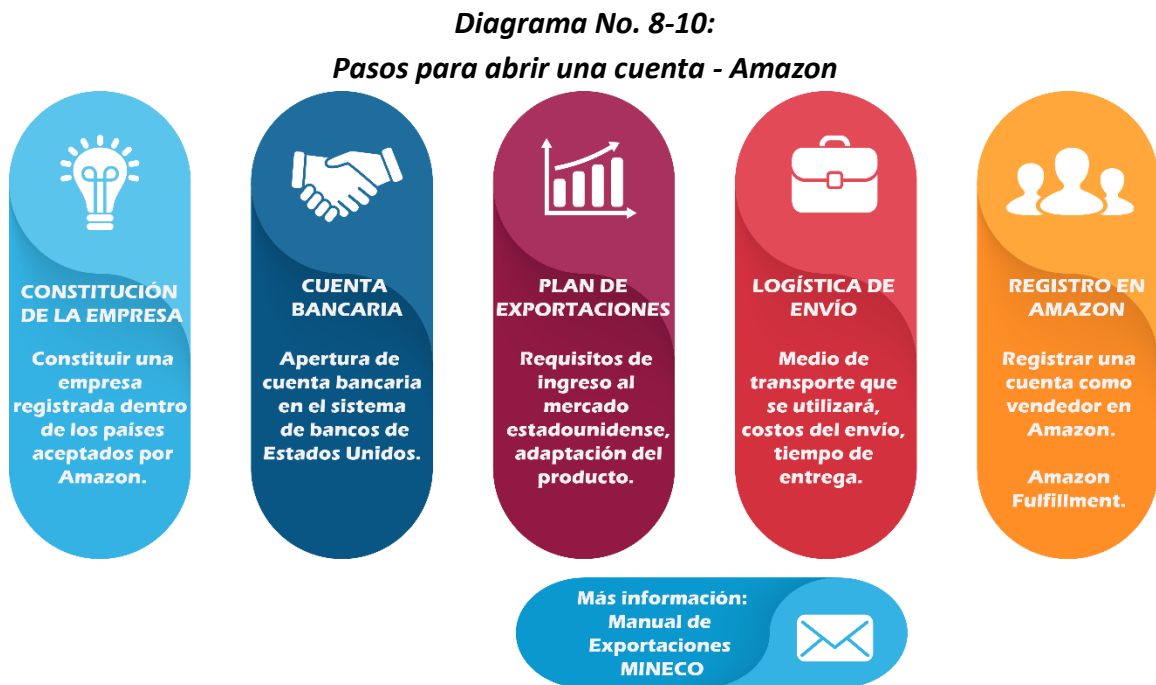 Diagrama No. 8-10:
Pasos para abrir una cuenta - Amazon
CONSTITUCIÓN
DE LA EMPRESA
Constituir una
empresa
registrada dentro
de los países
aceptados por
Amazon.
CUENTA
BANCARIA
Apertura de
cuenta bancaria
en el sistema
de bancos de
Estados Unidos.
PLAN DE
EXPORTACIONES
Requisitos de
ingreso al
mercado
estadounidense,
adaptación del
producto.
LOGÍSTICA DE
ENVÍO
Medio de
transporte que
se utilizará,
costos del envío,
tiempo de
entrega.
REGISTRO EN
AMAZON
Registrar una
cuenta como
vendedor en
Amazon.
Amazon
Fulfillment.
Más información:
Manual de
Exportaciones
MINECO